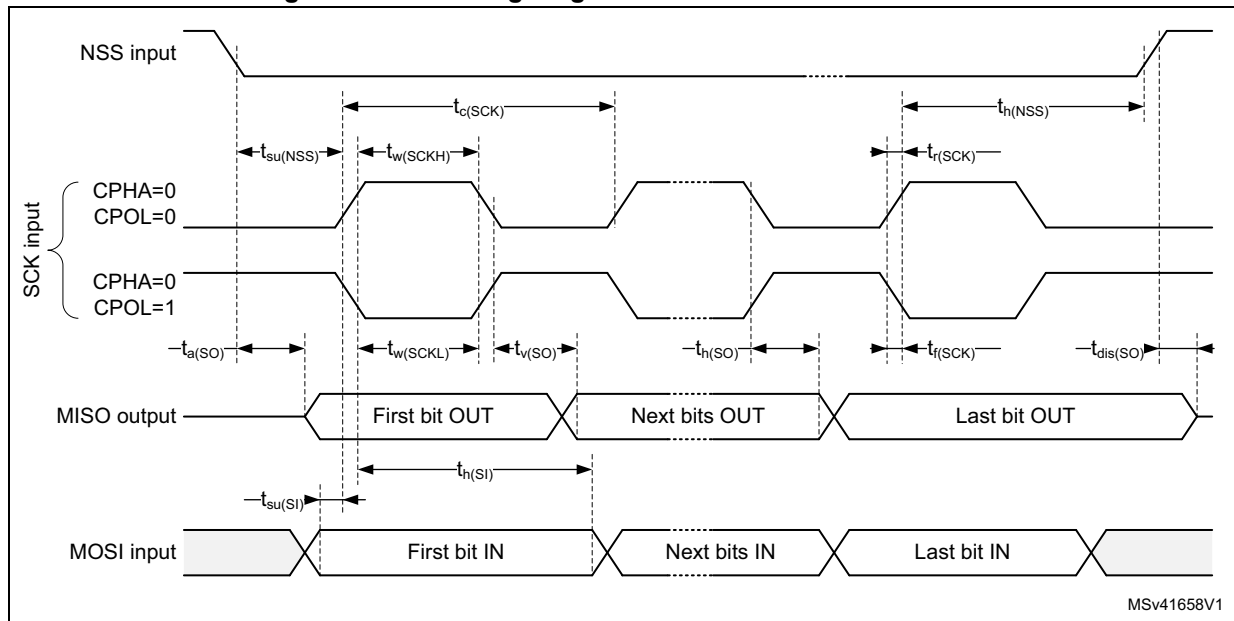 NSS input
tc(SCK)
th(NSS)
tsu(NSS)
tw(SCKH)
tr(SCK)
SCK input
CPHA=0
CPOL=0
CPHA=0
CPOL=1
ta(SO)
tw(SCKL)
tv(SO)
th(SO)
tf(SCK)
tdis(SO)
MISO output
First bit OUT
Next bits OUT
Last bit OUT
th(SI)
tsu(SI)
MOSI input
First bit IN
Next bits IN
Last bit IN
MSv41658V1